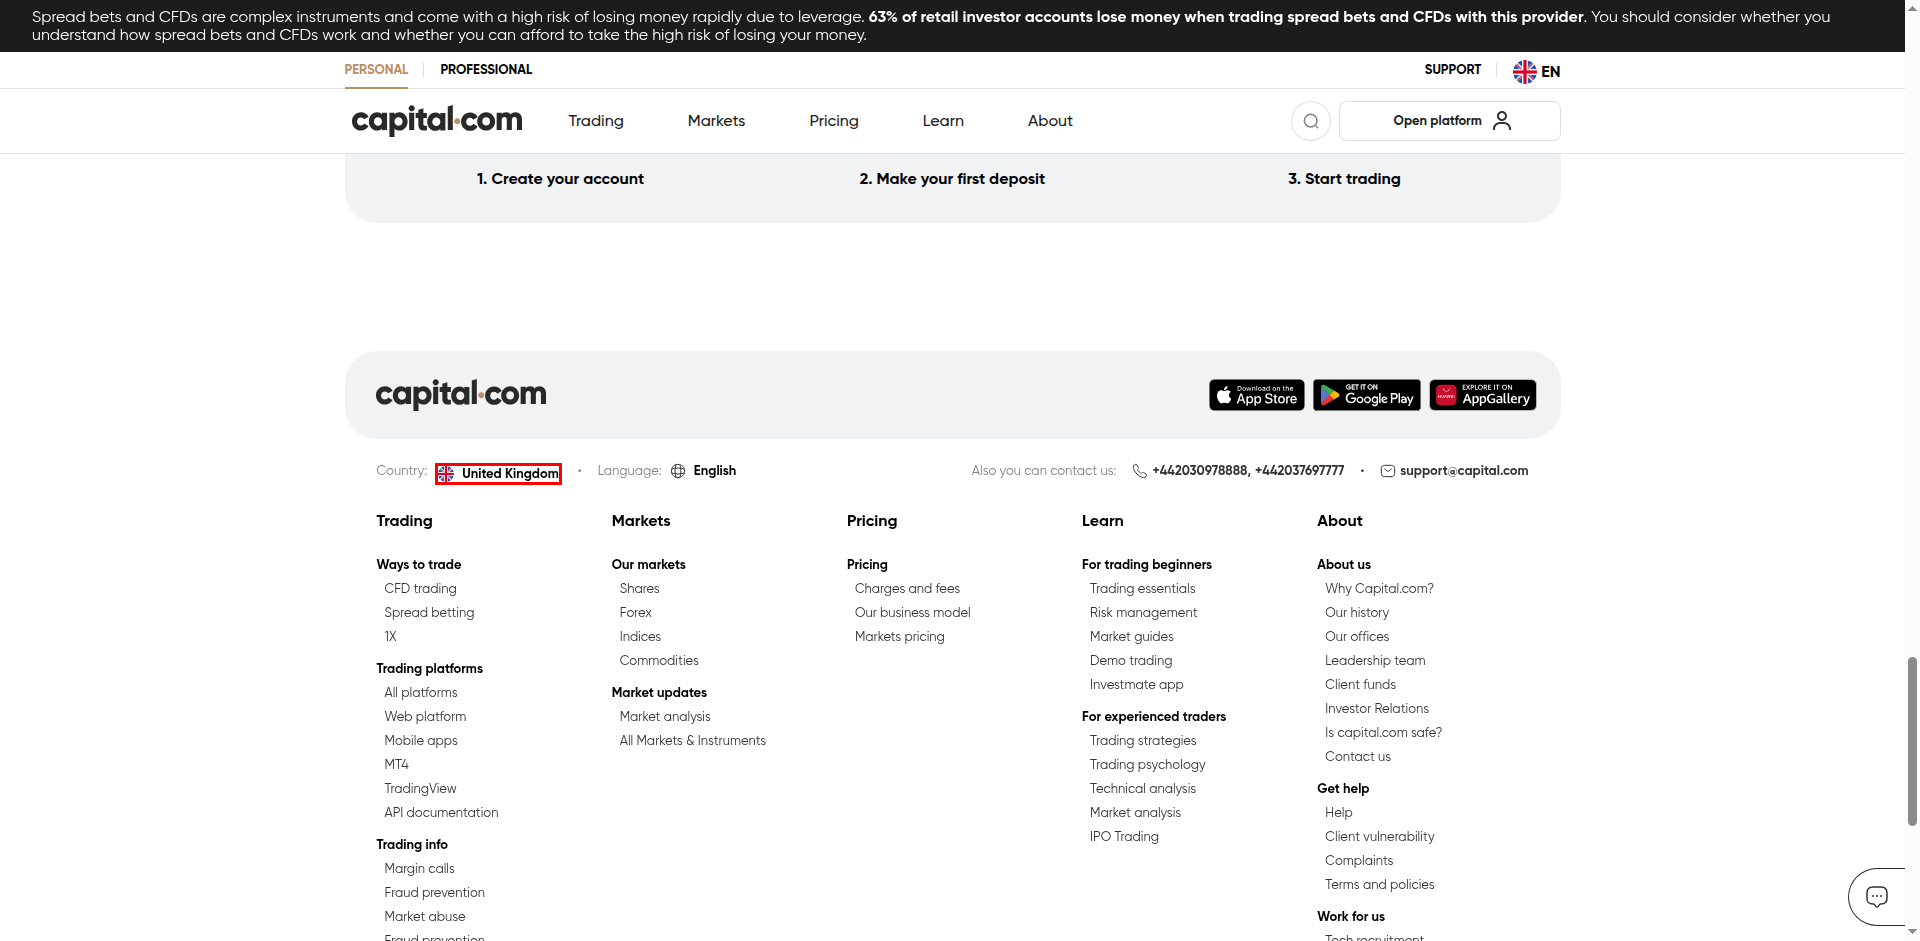 Spread bets and CFDs are complex instruments and come with a high risk of losing money rapidly due to leverage. 63% of retail investor accounts lose money when trading spread bets and CFDs with this provider. You should consider whether you
understand how spread bets and CFDs work and whether you can afford to take the high risk of losing your money.
PERSONAL PROFESSIONAL SUPPORT EN
capital.com Trading Markets Pricing Learn About Open platform
1. Create your account 2. Make your first deposit 3. Start trading
capital.com
Download on the App Store
GET IT ON Google Play
HUAWEI EXPLORE IT ON AppGallery
Country: United Kingdom • Language: English Also you can contact us: +442030978888, +442037697777 • support@capital.com
Trading
Ways to trade
CFD trading
Spread betting
1X
Trading platforms
All platforms
Web platform
Mobile apps
MT4
TradingView
API documentation
Trading info
Margin calls
Fraud prevention
Market abuse
Fraud prevention
Markets
Our markets
Shares
Forex
Indices
Commodities
Market updates
Market analysis
All Markets & Instruments
Pricing
Pricing
Charges and fees
Our business model
Markets pricing
Learn
For trading beginners
Trading essentials
Risk management
Market guides
Demo trading
Investmate app
For experienced traders
Trading strategies
Trading psychology
Technical analysis
Market analysis
IPO Trading
About
About us
Why Capital.com?
Our history
Our offices
Leadership team
Client funds
Investor Relations
Is capital.com safe?
Contact us
Get help
Help
Client vulnerability
Complaints
Terms and policies
Work for us
Tech recruitment